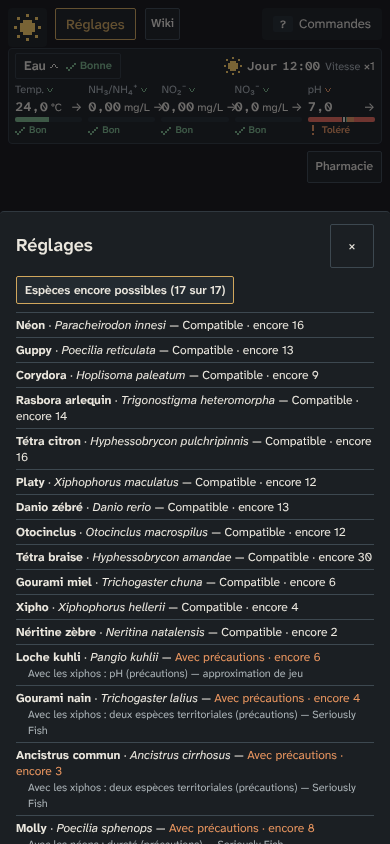 Réglages
Wiki
? Commandes
Eau Bonne
Jour 12:00 Vitesse ×1
Temp. NH₃/NH₄⁺ NO₂⁻ NO₃⁻ pH
24,0 °C → 0,00 mg/L → 0,00 mg/L → 0,0 mg/L → 7,0 →
Bon Bon Bon Bon ! Toléré
Pharmacie
Réglages ×
Espèces encore possibles (17 sur 17)
Néon · Paracheirodon innesi — Compatible · encore 16
Guppy · Poecilia reticulata — Compatible · encore 13
Corydora · Hoplisoma paleatum — Compatible · encore 9
Rasbora arlequin · Trigonostigma heteromorpha — Compatible ·
encore 14
Tétra citron · Hyphessobrycon pulchripinnis — Compatible · encore
16
Platy · Xiphophorus maculatus — Compatible · encore 12
Danio zébré · Danio rerio — Compatible · encore 13
Otocinclus · Otocinclus macrospilus — Compatible · encore 12
Tétra braise · Hyphessobrycon amandae — Compatible · encore 30
Gourami miel · Trichogaster chuna — Compatible · encore 6
Xipho · Xiphophorus hellerii — Compatible · encore 4
Néritine zèbre · Neritina natalensis — Compatible · encore 2
Loche kuhli · Pangio kuhlii — Avec précautions · encore 6
Avec les xiphos : pH (précautions) — approximation de jeu
Gourami nain · Trichogaster lalius — Avec précautions · encore 4
Avec les xiphos : deux espèces territoriales (précautions) — Seriously
Fish
Ancistrus commun · Ancistrus cirrhosus — Avec précautions ·
encore 3
Avec les xiphos : deux espèces territoriales (précautions) — Seriously
Fish
Molly · Poecilia sphenops — Avec précautions · encore 8
Avec les néons : dureté (précautions) — Seriously Fish